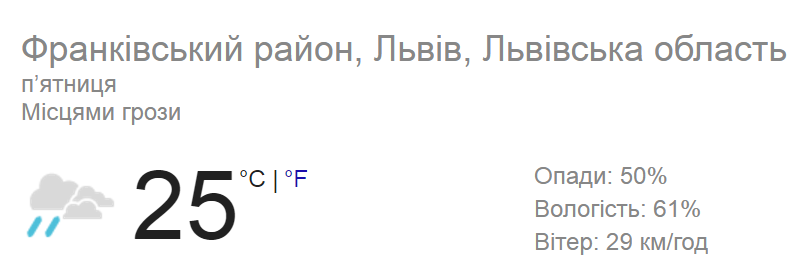 Франківський район, Львів, Львівська область
п’ятниця
Місцями грози
25 °C | °F
Опади: 50%
Вологість: 61%
Вітер: 29 км/год